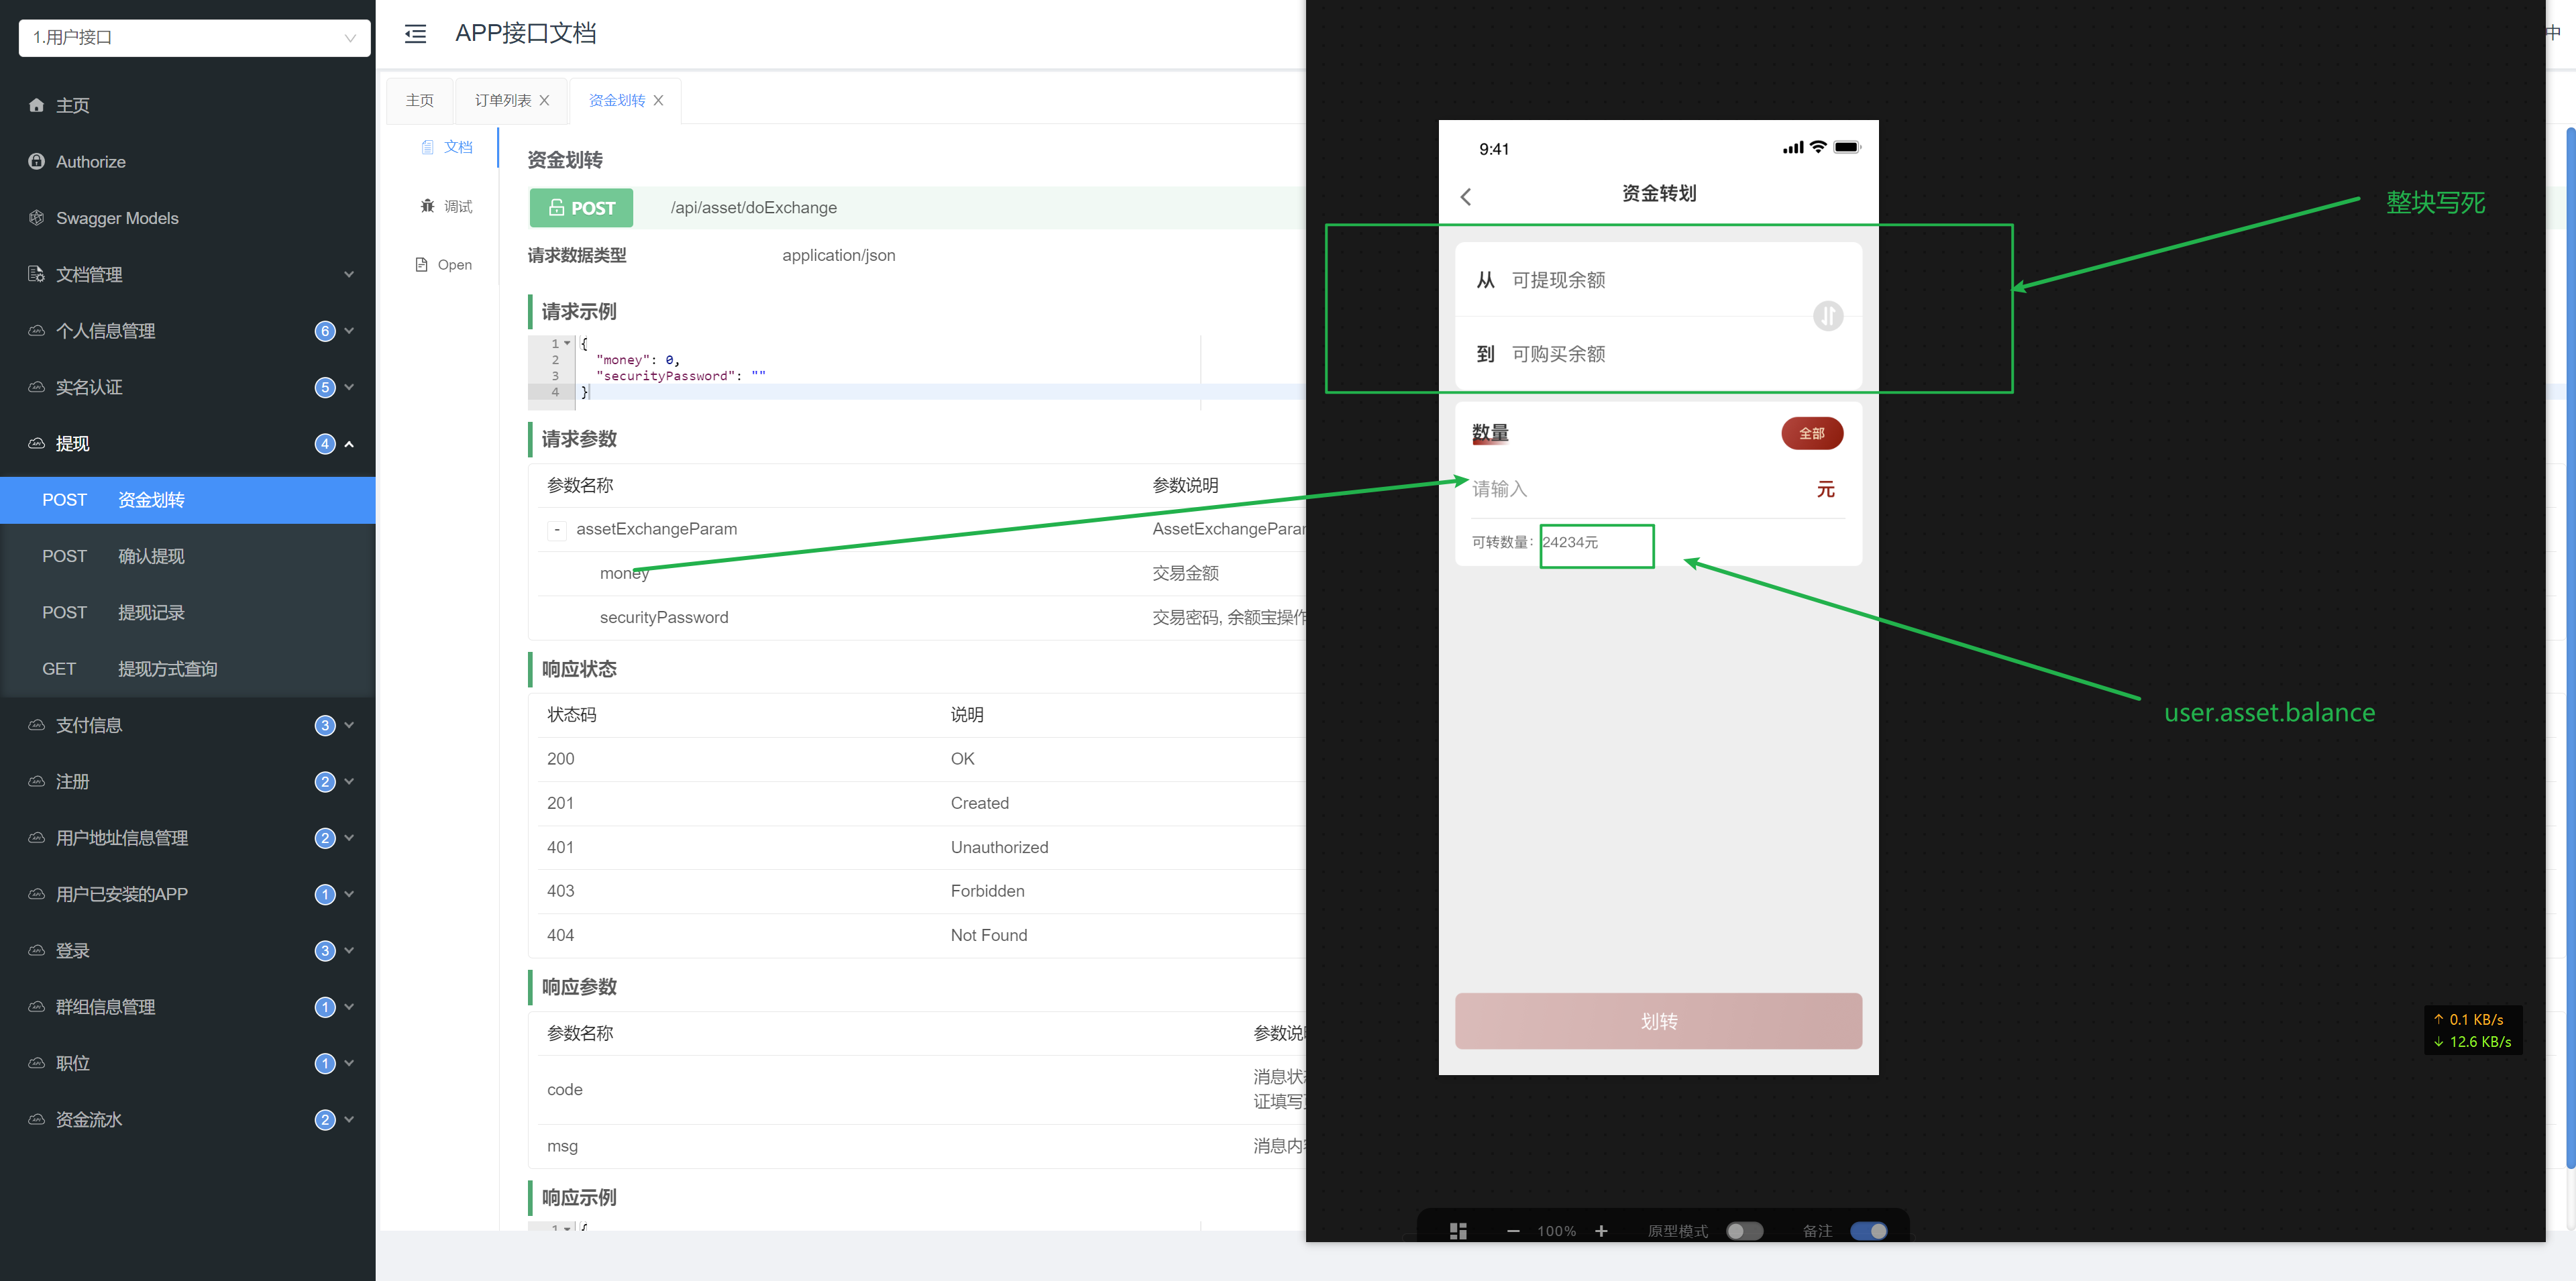 1.用户接口
主页
Authorize
Swagger Models
文档管理
个人信息管理 6
实名认证 5
提现 4
POST 资金划转
POST 确认提现
POST 提现记录
GET 提现方式查询
支付信息 3
注册 2
用户地址信息管理 2
用户已安装的APP 1
登录 3
群组信息管理 1
职位 1
资金流水 2
APP接口文档
中
主页
订单列表
资金划转
文档
调试
Open
资金划转
POST /api/asset/doExchange
请求数据类型 application/json
请求示例
1 {
2 "money": 0,
3 "securityPassword": ""
4 }
请求参数
参数名称 参数说明
- assetExchangeParam AssetExchangeParam
money 交易金额
securityPassword 交易密码, 余额宝操作
响应状态
状态码 说明
200 OK
201 Created
401 Unauthorized
403 Forbidden
404 Not Found
响应参数
参数名称 参数说明
code 消息状
证填写
msg 消息内容
响应示例
1 {
9:41
资金转划
从 可提现余额
到 可购买余额
数量 全部
请输入 元
可转数量: 24234元
划转
整块写死
user.asset.balance
↑ 0.1 KB/s
↓ 12.6 KB/s
− 100% + 原型模式 备注